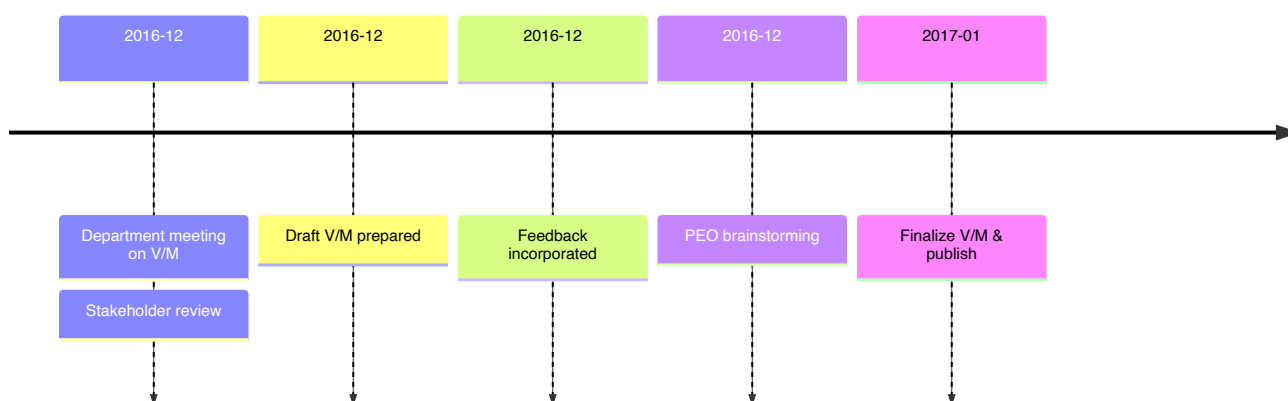 2016-12
2016-12
2016-12
2016-12
2017-01
Department meeting
on V/M
Stakeholder review
Draft V/M prepared
Feedback
incorporated
PEO brainstorming
Finalize V/M &
publish